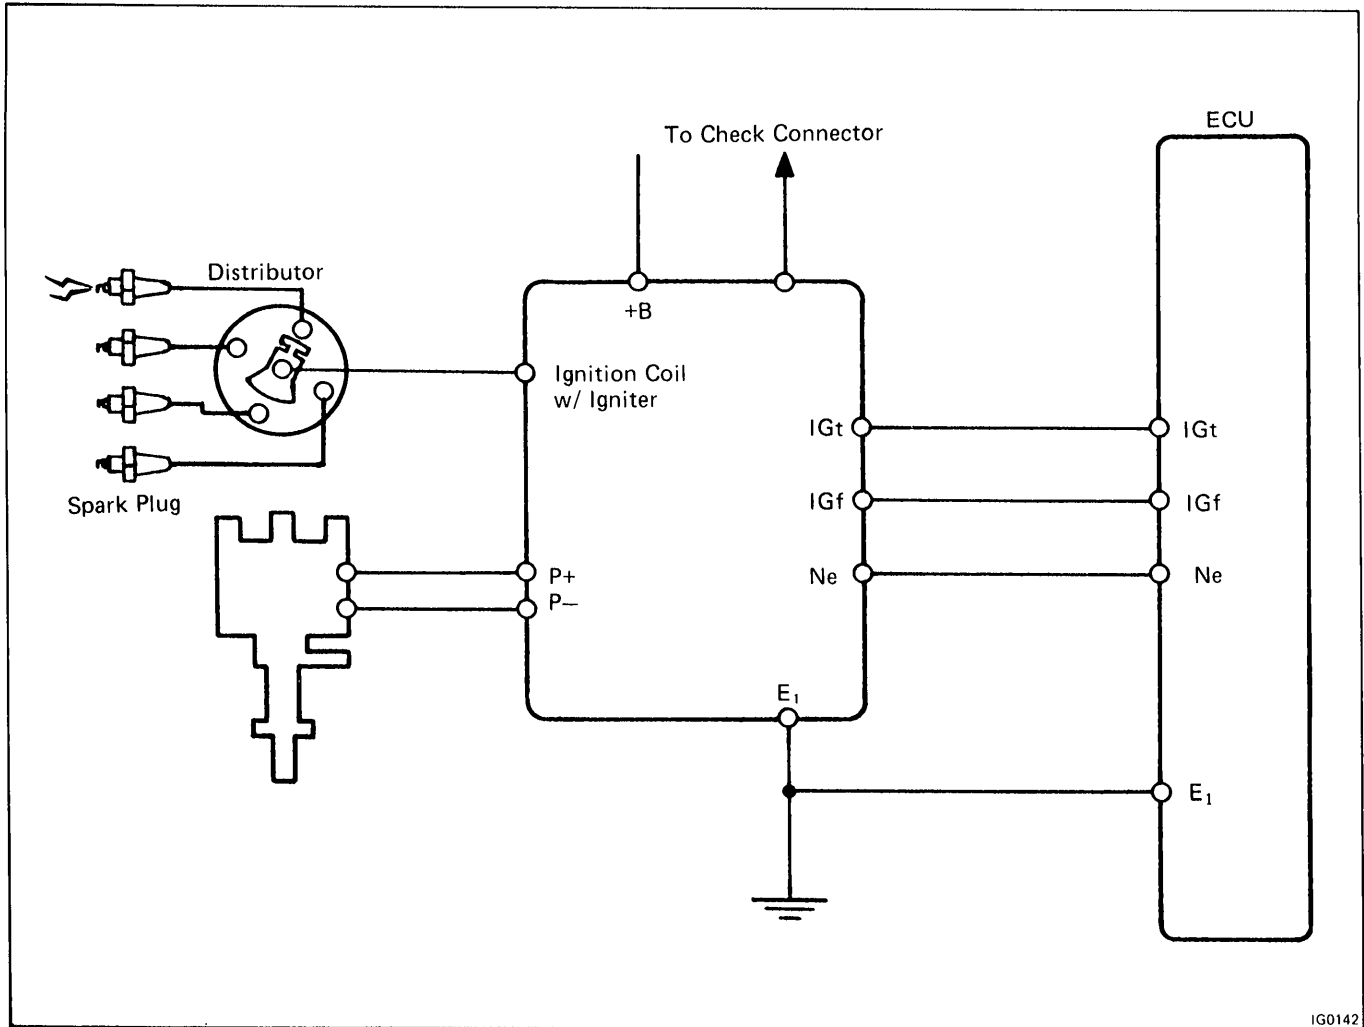 ECU
To Check Connector
Distributor
+B
Ignition Coil
w/ Igniter
IGt
IGt
IGf
IGf
Spark Plug
Ne
Ne
P+
P−
E₁
E₁
IG0142